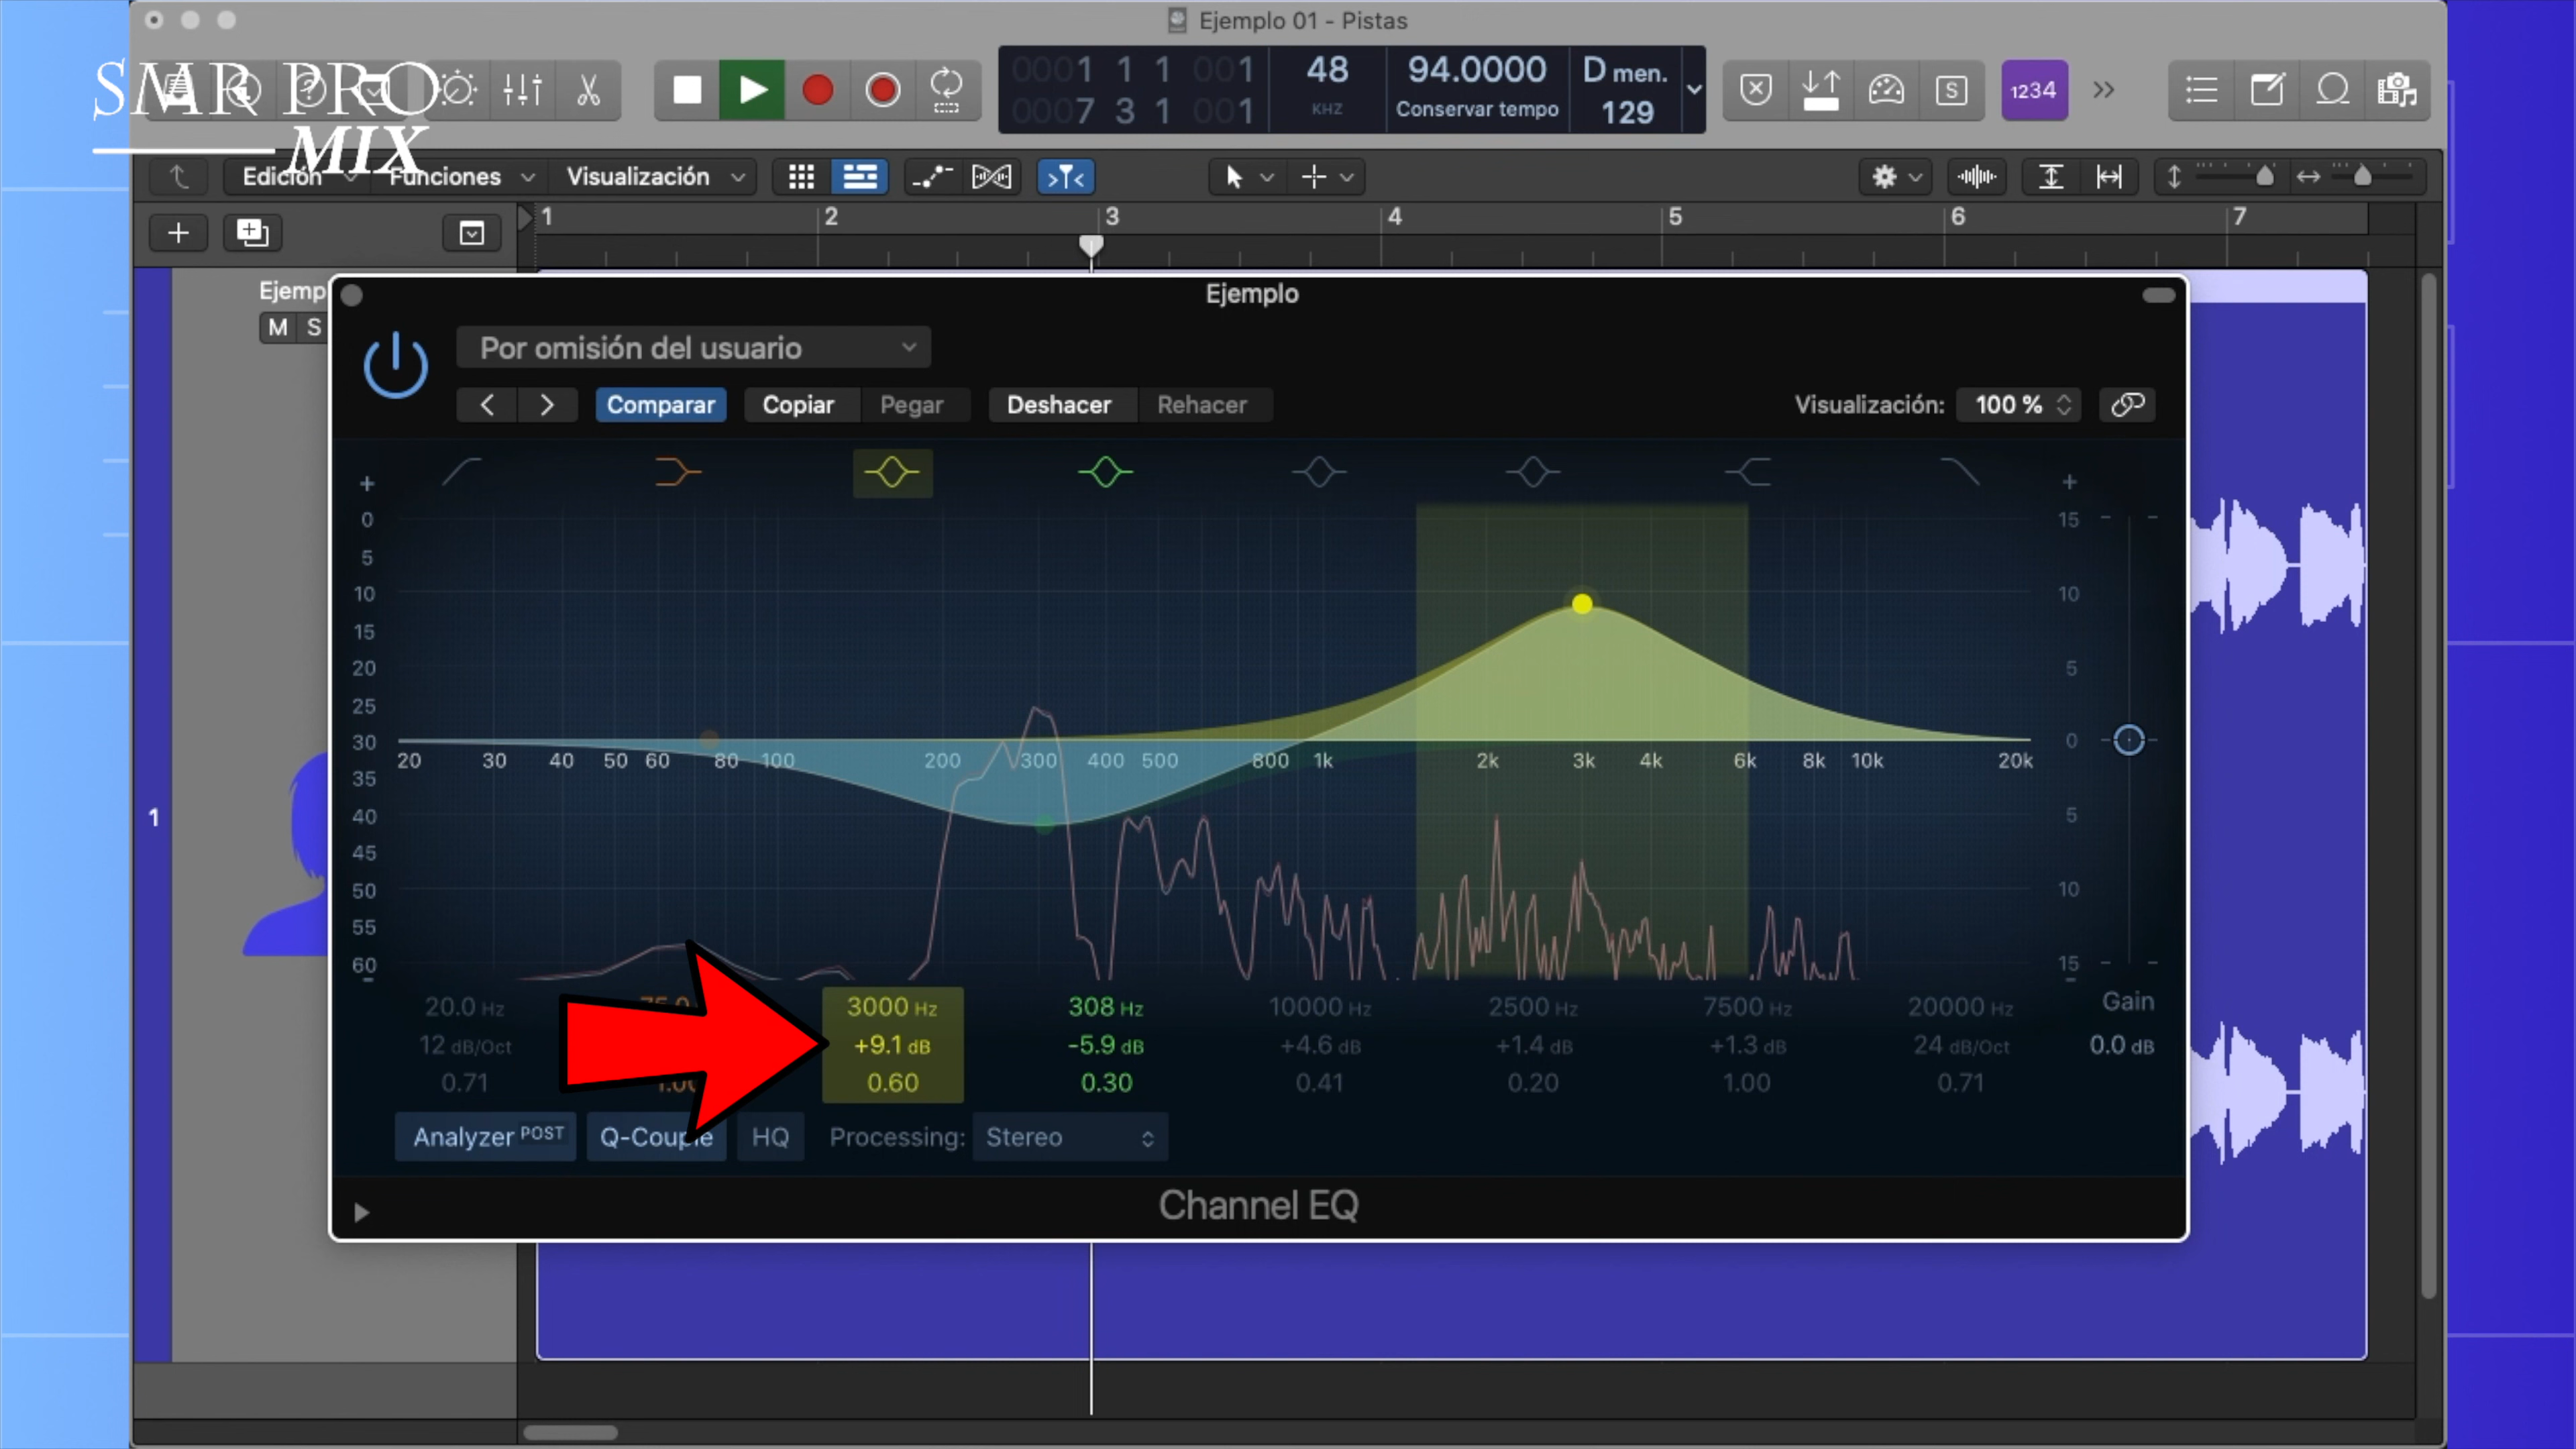 Ejemplo 01 - Pistas
SMR PRO
MIX
0001 1 1 001
0007 3 1 001
48
KHZ
94.0000
Conservar tempo
D men.
129
S
1234
Edición
Funciones
Visualización
1 2 3 4 5 6 7
Ejemp
M S
1
Ejemplo
Por omisión del usuario
Comparar
Copiar
Pegar
Deshacer
Rehacer
Visualización: 100 %
+
0
5
10
15
20
25
30
35
40
45
50
55
60
-
20 30 40 50 60 80 100 200 300 400 500 800 1k 2k 3k 4k 6k 8k 10k 20k
+
15
10
5
0
5
10
15
-
20.0 Hz
12 dB/Oct
0.71
75.0
1.00
3000 Hz
+9.1 dB
0.60
308 Hz
-5.9 dB
0.30
10000 Hz
+4.6 dB
0.41
2500 Hz
+1.4 dB
0.20
7500 Hz
+1.3 dB
1.00
20000 Hz
24 dB/Oct
0.71
Gain
0.0 dB
Analyzer POST
Q-Couple
HQ
Processing: Stereo
Channel EQ